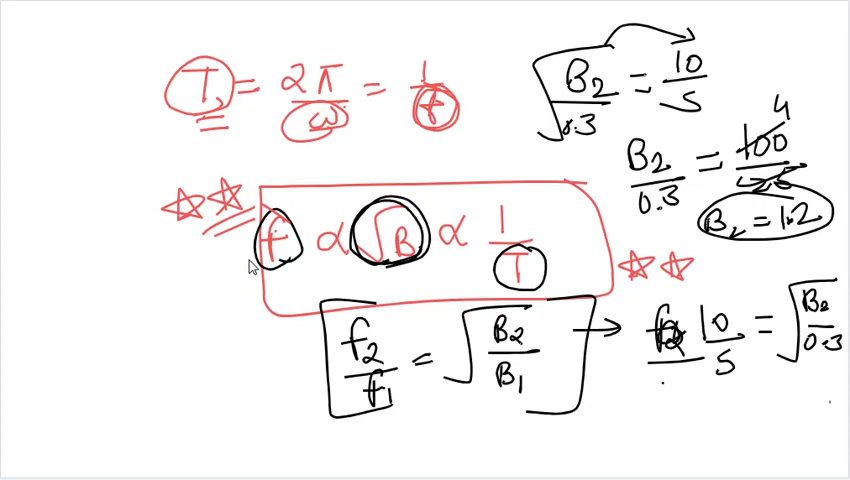 T = 2π/ω = 1/f
√(B₂/0.3) = 10/5
B₂/0.3 = 100/25 4
B₂ = 1.2
f ∝ √B ∝ 1/T
f₂/f₁ = √(B₂/B₁) → 10/5 = √(B₂/0.3)